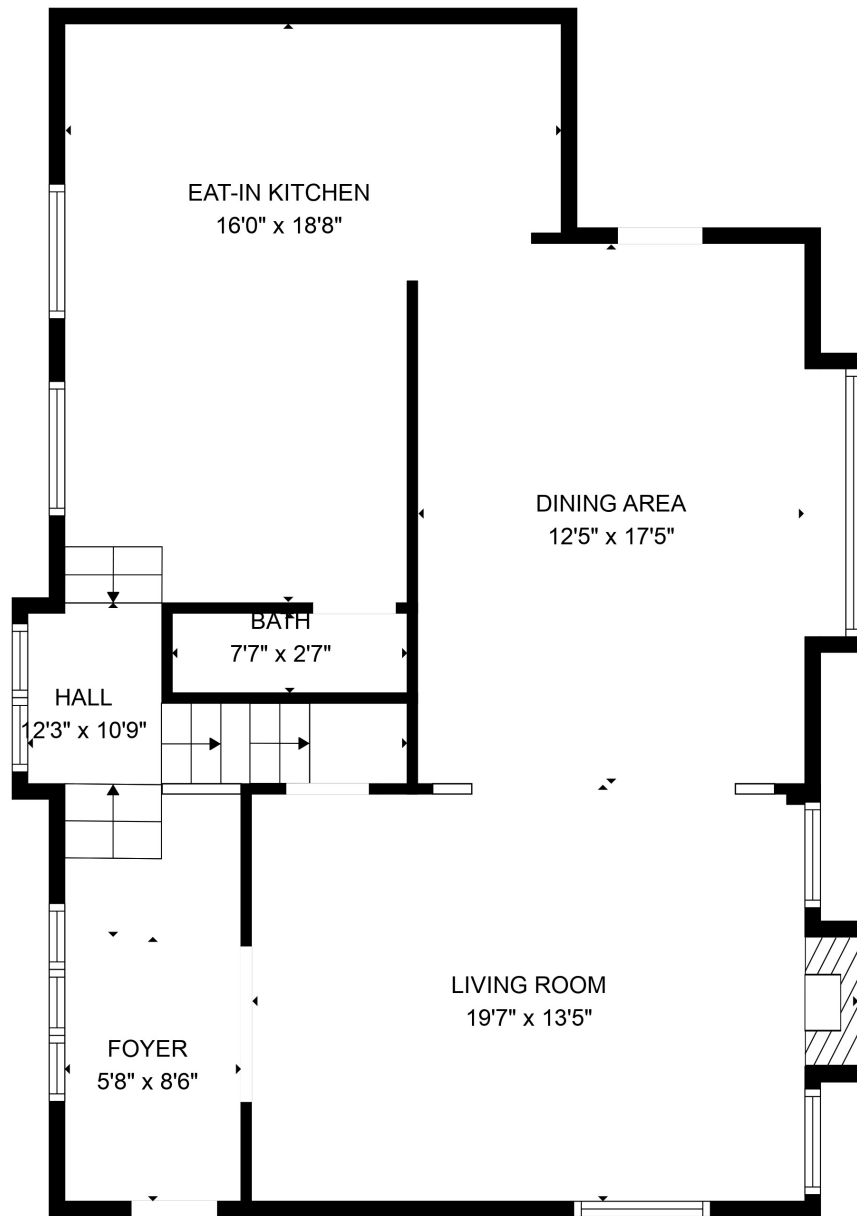 EAT-IN KITCHEN
16'0" x 18'8"
DINING AREA
12'5" x 17'5"
BATH
7'7" x 2'7"
HALL
12'3" x 10'9"
LIVING ROOM
19'7" x 13'5"
FOYER
5'8" x 8'6"